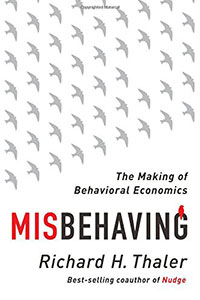 The Making of
Behavioral Economics
MISBEHAVING
Richard H. Thaler
Best-selling coauthor of Nudge